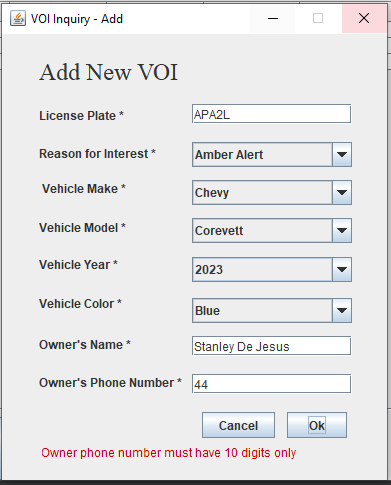 VOI Inquiry - Add
Add New VOI
License Plate * APA2L
Reason for Interest * Amber Alert
Vehicle Make * Chevy
Vehicle Model * Corevett
Vehicle Year * 2023
Vehicle Color * Blue
Owner's Name * Stanley De Jesus
Owner's Phone Number * 44
Cancel Ok
Owner phone number must have 10 digits only